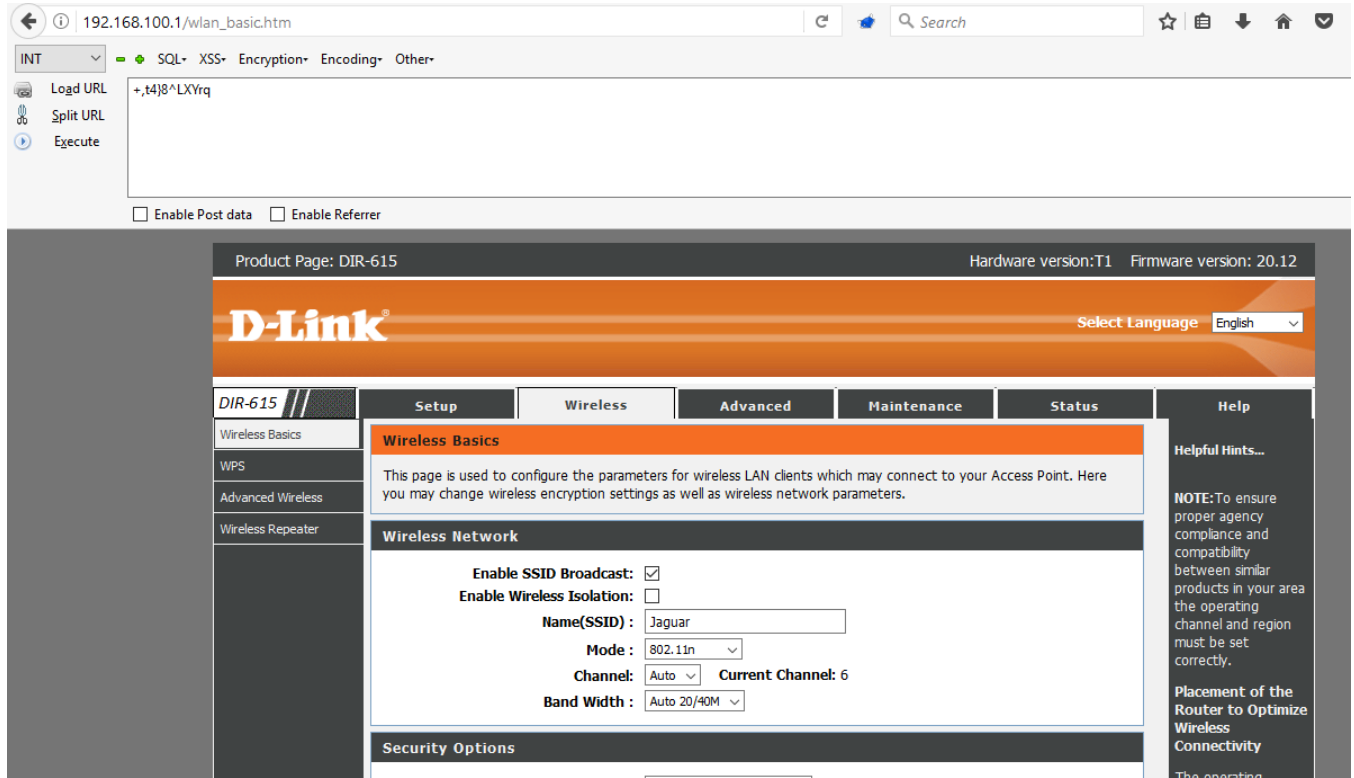 192.168.100.1/wlan_basic.htm
Search
INT
SQL- XSS- Encryption- Encoding- Other-
Load URL
+,t4}8^LXYrq
Split URL
Execute
Enable Post data
Enable Referrer
Product Page: DIR-615
Hardware version:T1
Firmware version: 20.12
D-Link®
Select Language
English
DIR-615
Setup
Wireless
Advanced
Maintenance
Status
Help
Wireless Basics
WPS
Advanced Wireless
Wireless Repeater
Wireless Basics
This page is used to configure the parameters for wireless LAN clients which may connect to your Access Point. Here
you may change wireless encryption settings as well as wireless network parameters.
Wireless Network
Enable SSID Broadcast:
Enable Wireless Isolation:
Name(SSID) : Jaguar
Mode : 802.11n
Channel: Auto Current Channel: 6
Band Width : Auto 20/40M
Security Options
Helpful Hints...
NOTE:To ensure
proper agency
compliance and
compatibility
between similar
products in your area
the operating
channel and region
must be set
correctly.
Placement of the
Router to Optimize
Wireless
Connectivity
The operating